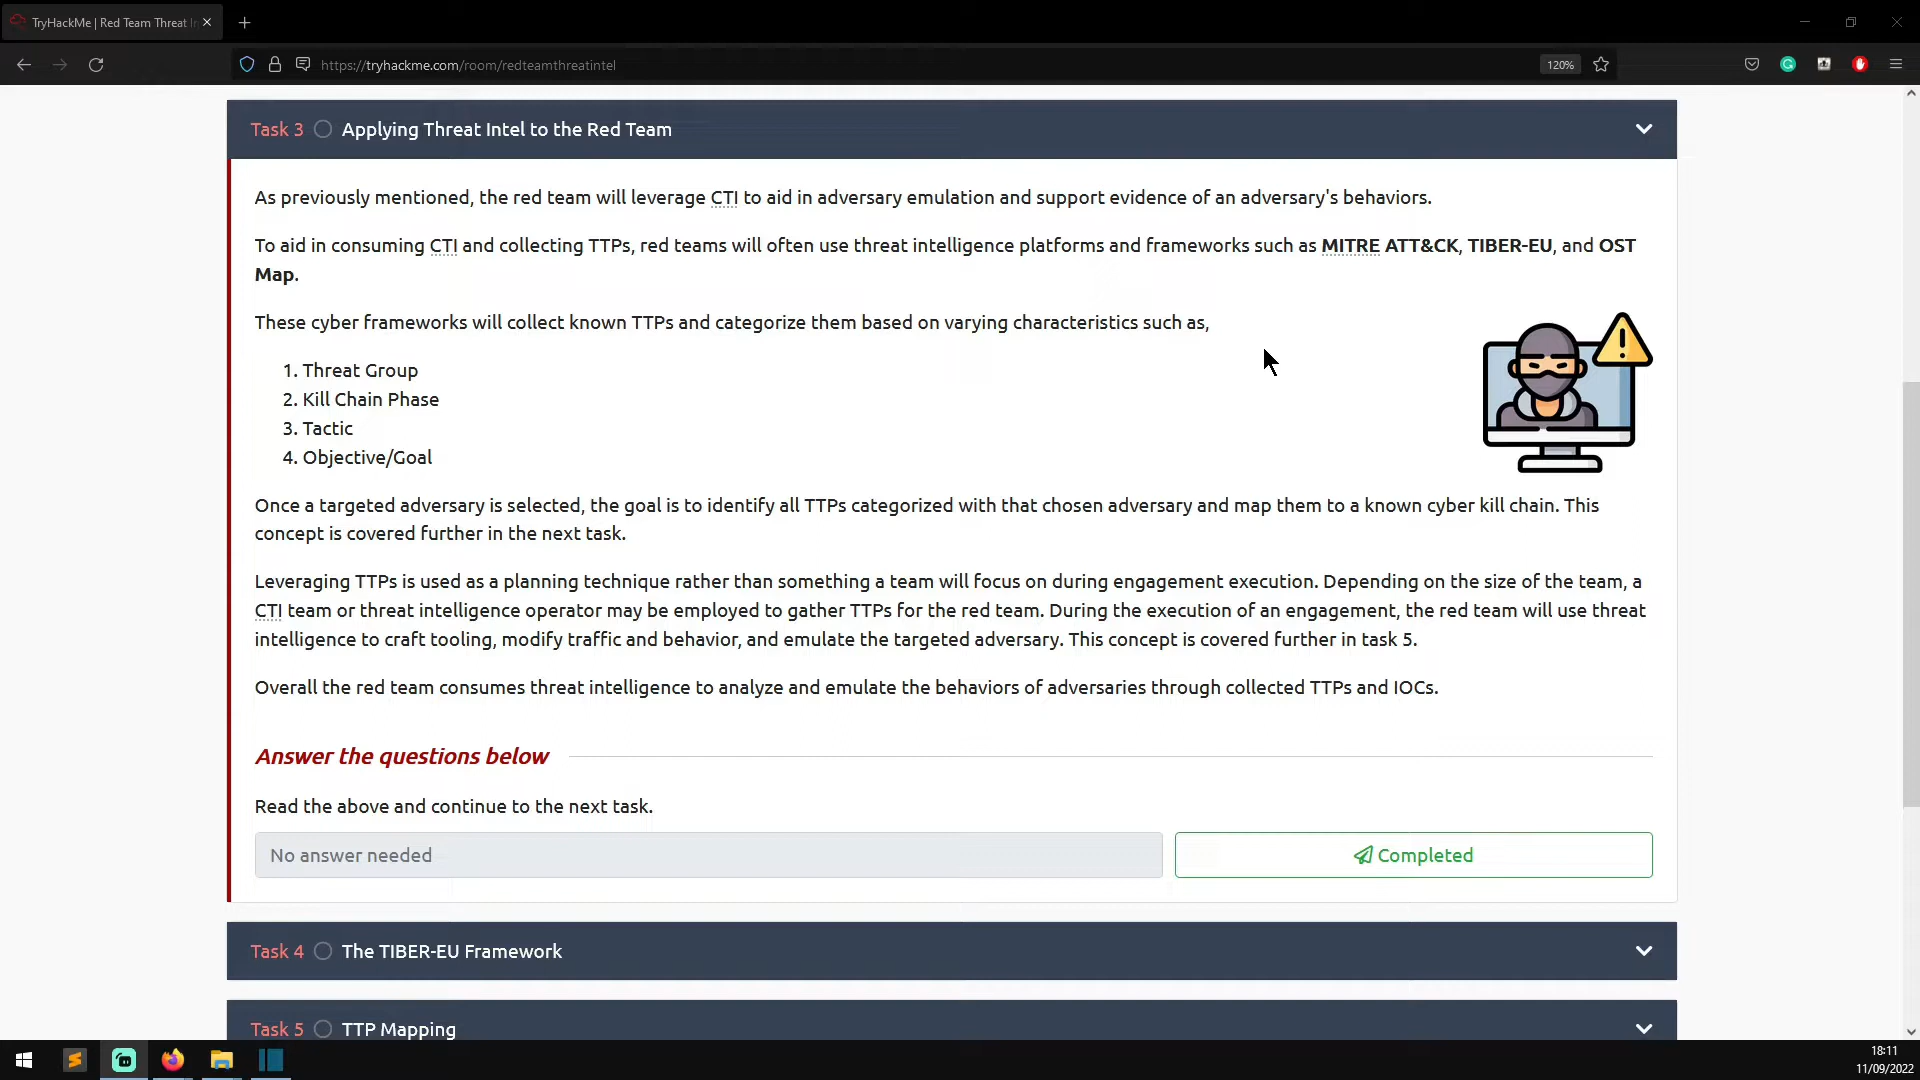 TryHackMe | Red Team Threat In
https://tryhackme.com/room/redteamthreatintel
120%
Task 3 Applying Threat Intel to the Red Team
As previously mentioned, the red team will leverage CTI to aid in adversary emulation and support evidence of an adversary's behaviors.
To aid in consuming CTI and collecting TTPs, red teams will often use threat intelligence platforms and frameworks such as MITRE ATT&CK, TIBER-EU, and OST
Map.
These cyber frameworks will collect known TTPs and categorize them based on varying characteristics such as,
1. Threat Group
2. Kill Chain Phase
3. Tactic
4. Objective/Goal
Once a targeted adversary is selected, the goal is to identify all TTPs categorized with that chosen adversary and map them to a known cyber kill chain. This
concept is covered further in the next task.
Leveraging TTPs is used as a planning technique rather than something a team will focus on during engagement execution. Depending on the size of the team, a
CTI team or threat intelligence operator may be employed to gather TTPs for the red team. During the execution of an engagement, the red team will use threat
intelligence to craft tooling, modify traffic and behavior, and emulate the targeted adversary. This concept is covered further in task 5.
Overall the red team consumes threat intelligence to analyze and emulate the behaviors of adversaries through collected TTPs and IOCs.
Answer the questions below
Read the above and continue to the next task.
No answer needed
Completed
Task 4 The TIBER-EU Framework
Task 5 TTP Mapping
18:11
11/09/2022